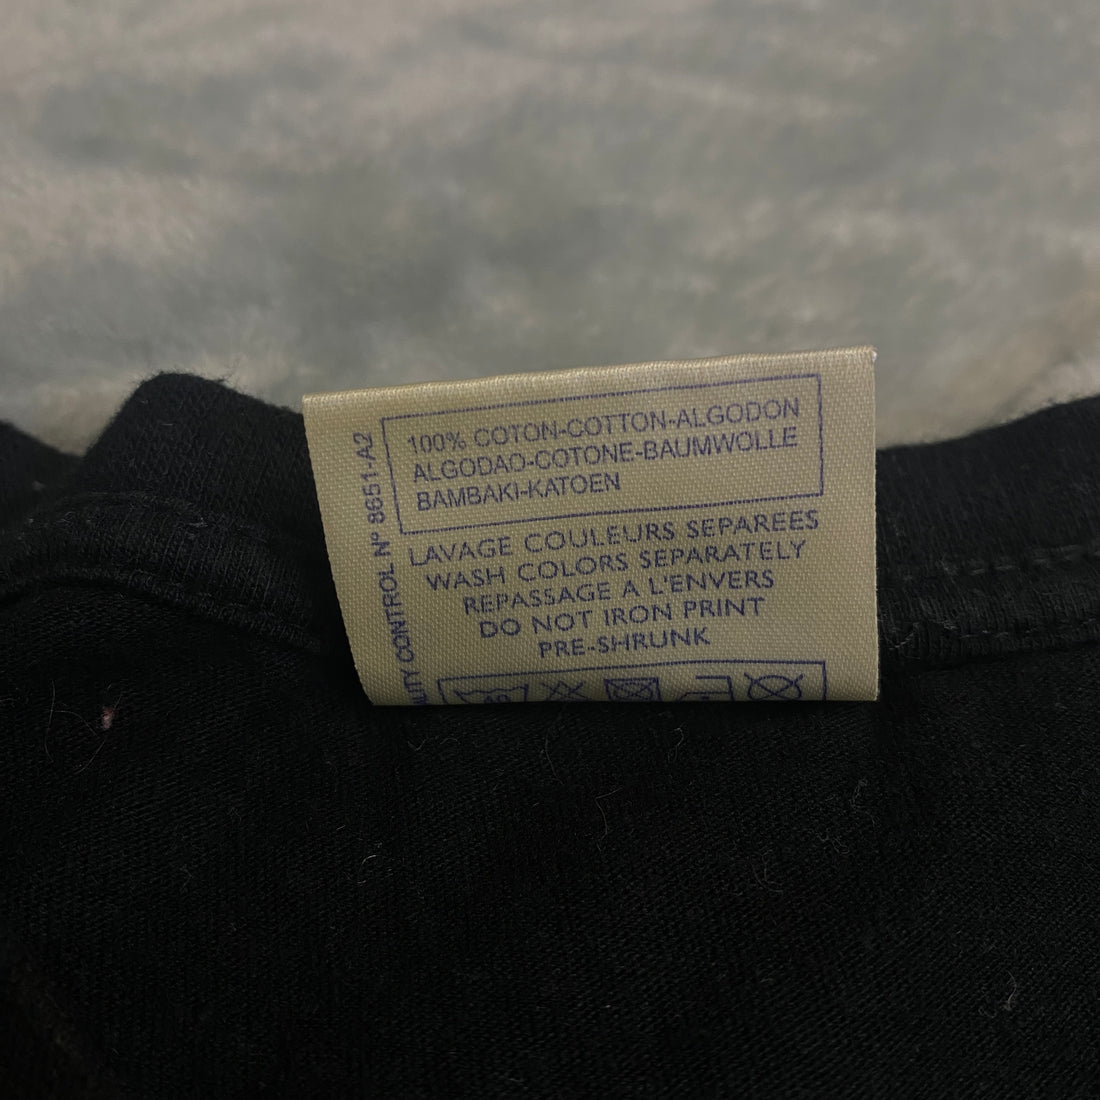 100% COTON-COTTON-ALGODON
ALGODAO-COTONE-BAUMWOLLE
BAMBAKI-KATOEN
LAVAGE COULEURS SEPAREES
WASH COLORS SEPARATELY
REPASSAGE A L'ENVERS
DO NOT IRON PRINT
PRE-SHRUNK
CONTROL N° 8651-A2